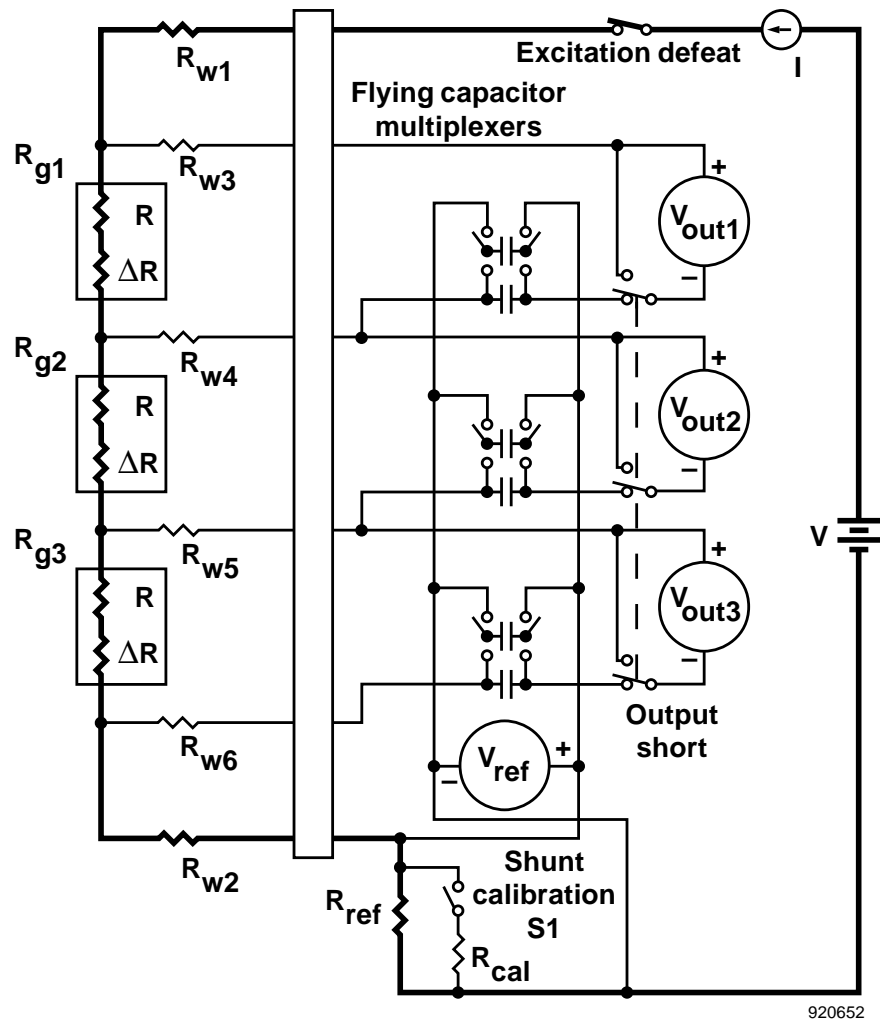 Rw1
Excitation defeat
I
Flying capacitor
multiplexers
Rg1
Rw3
R
ΔR
+
Vout1
−
Rg2
Rw4
R
ΔR
+
Vout2
−
Rg3
Rw5
R
ΔR
+
Vout3
−
V
Rw6
− Vref +
Output
short
Rw2
Rref
Shunt
calibration
S1
Rcal
920652